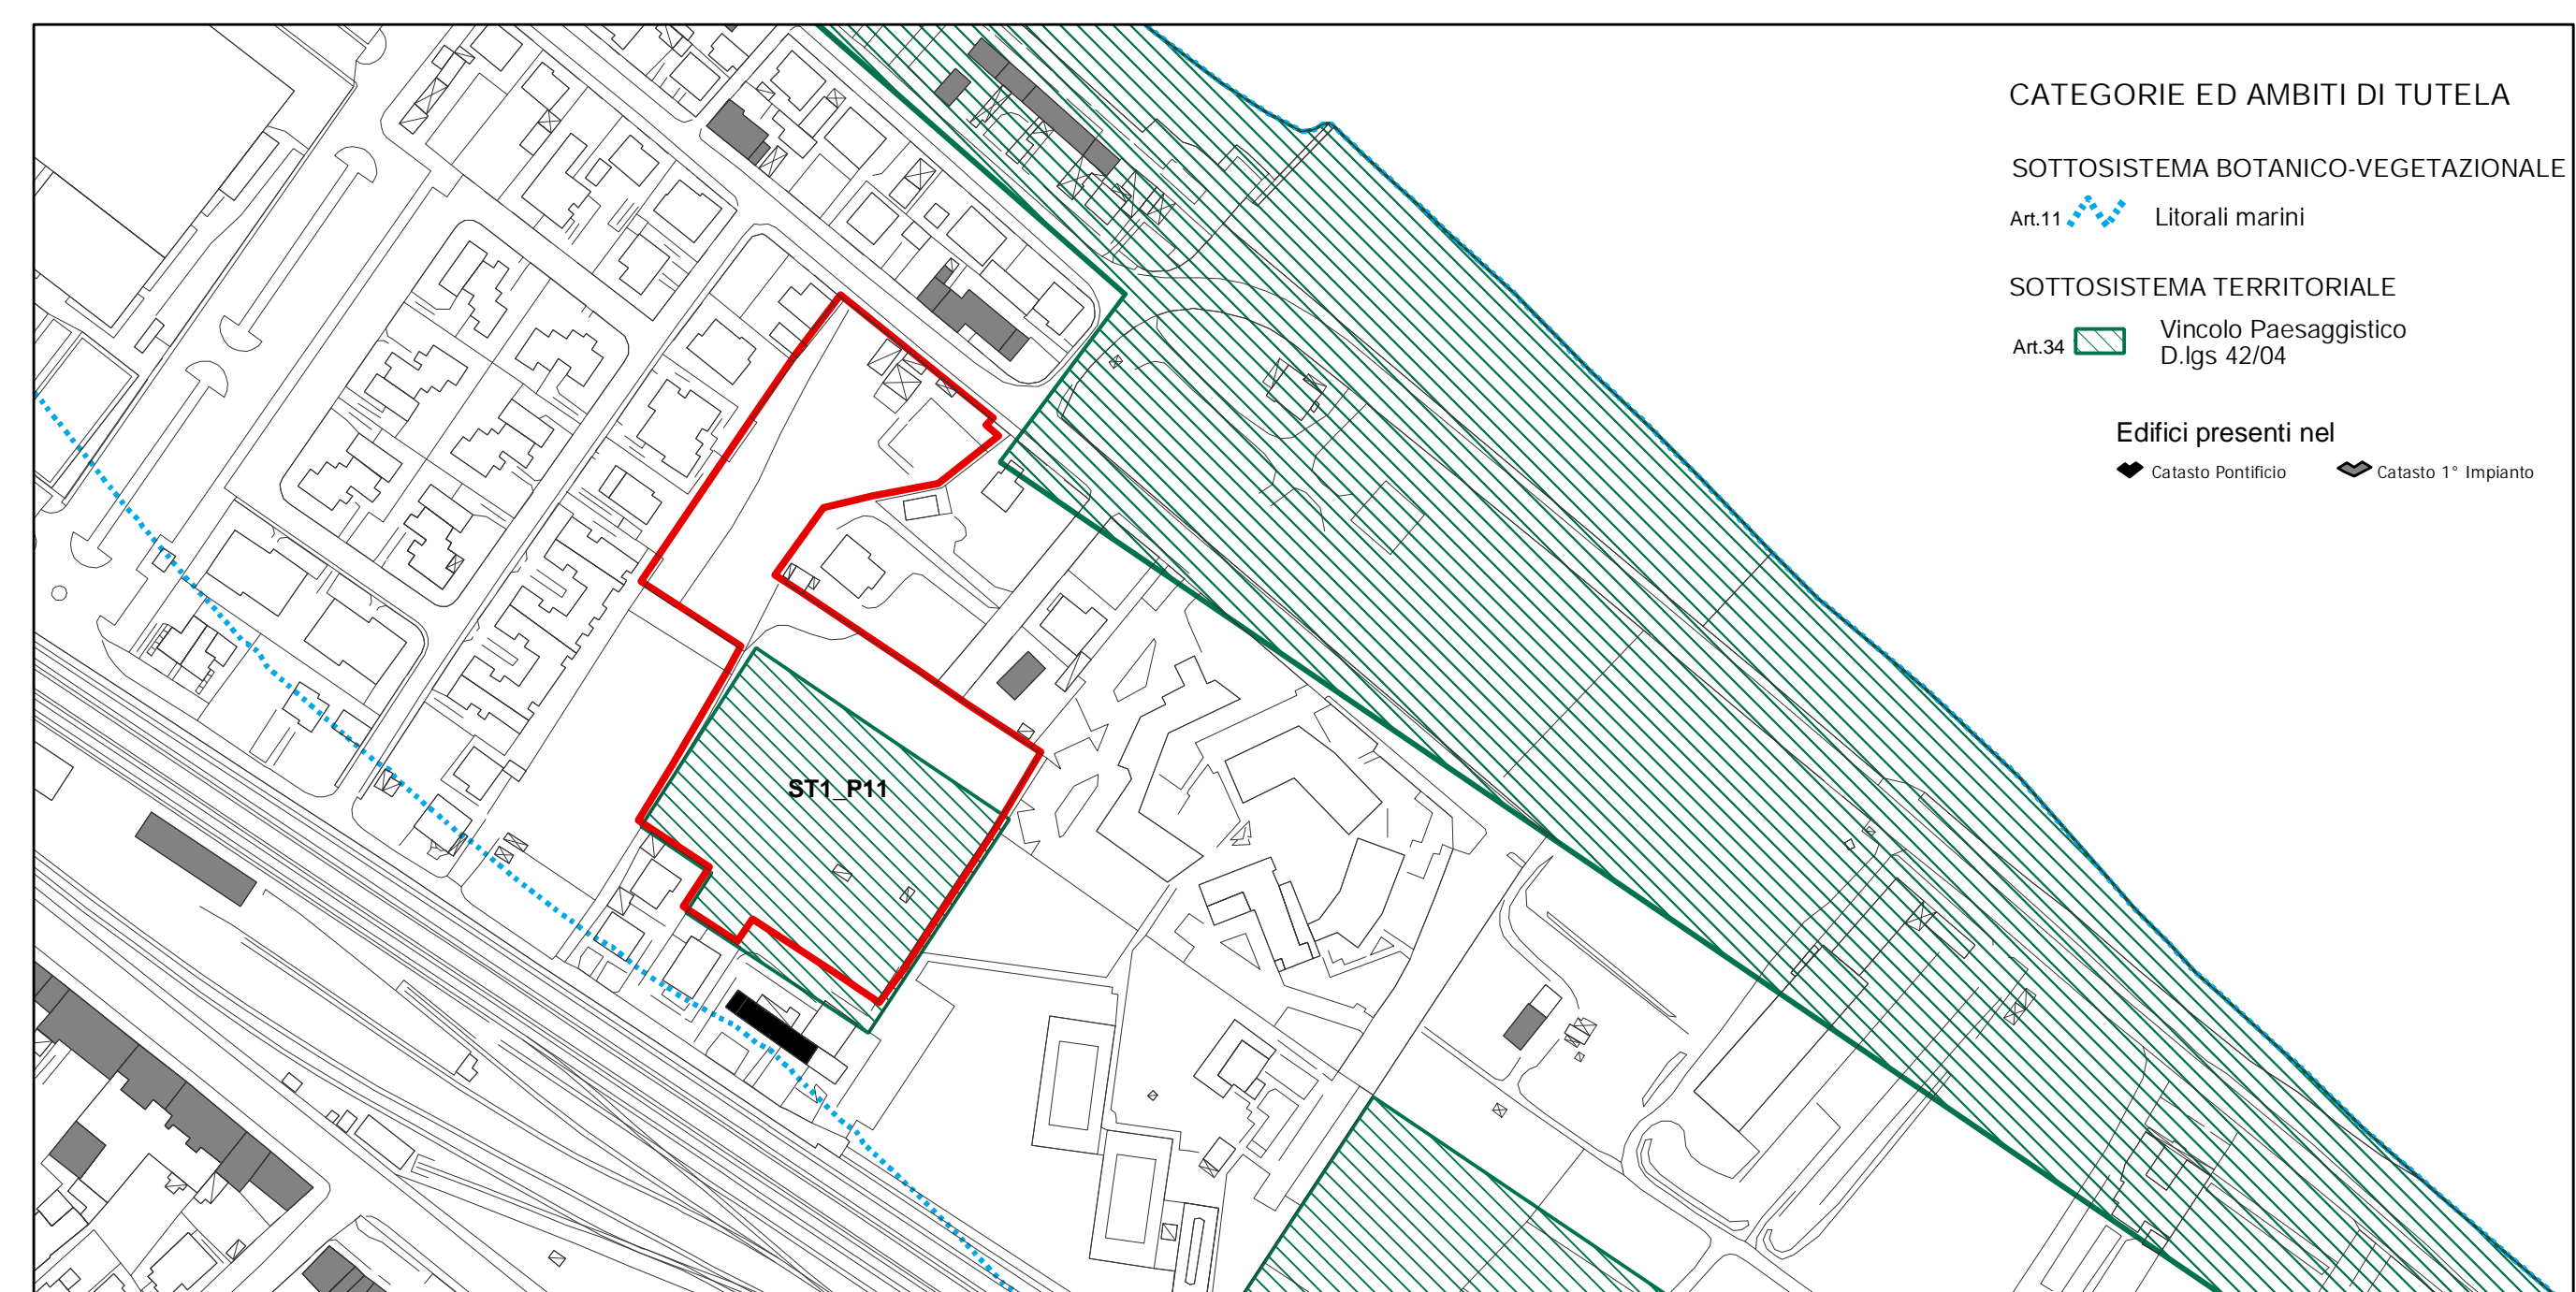 CATEGORIE ED AMBITI DI TUTELA
SOTTOSISTEMA BOTANICO-VEGETAZIONALE
Art.11 Litorali marini
SOTTOSISTEMA TERRITORIALE
Art.34 Vincolo Paesaggistico
D.lgs 42/04
Edifici presenti nel
Catasto Pontificio Catasto 1° Impianto
ST1_P11